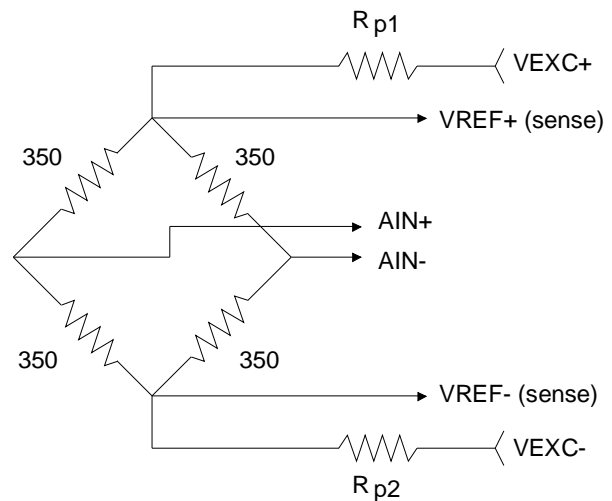 R p1
VEXC+
VREF+ (sense)
350
350
AIN+
AIN-
350
350
VREF- (sense)
VEXC-
R p2